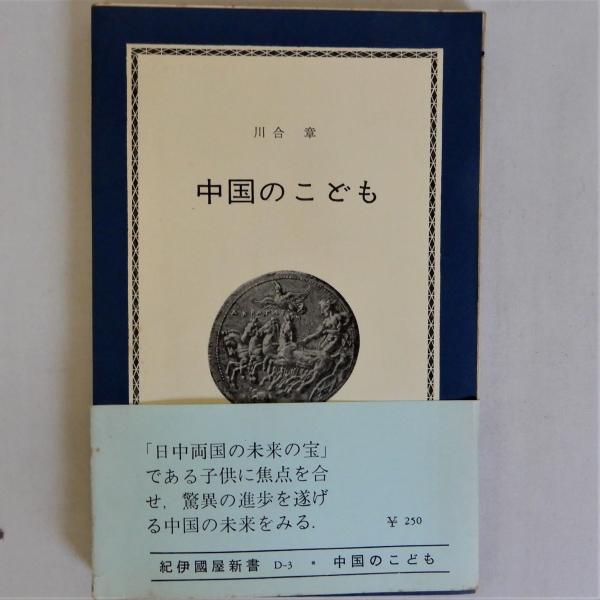 川合 章
中国のこども
「日中両国の未来の宝」
である子供に焦点を合
せ，驚異の進歩を遂げ
る中国の未来をみる．
¥ 250
紀伊國屋新書 D-3 * 中国のこども